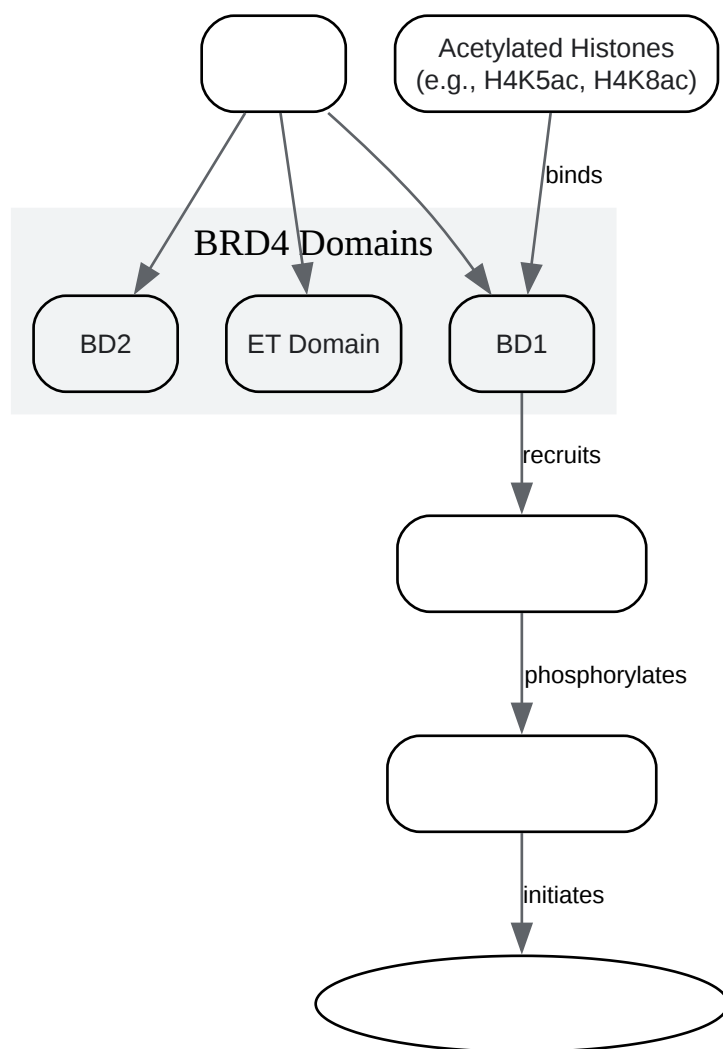 Acetylated Histones
(e.g., H4K5ac, H4K8ac)
binds
BRD4 Domains
BD2
ET Domain
BD1
recruits
phosphorylates
initiates